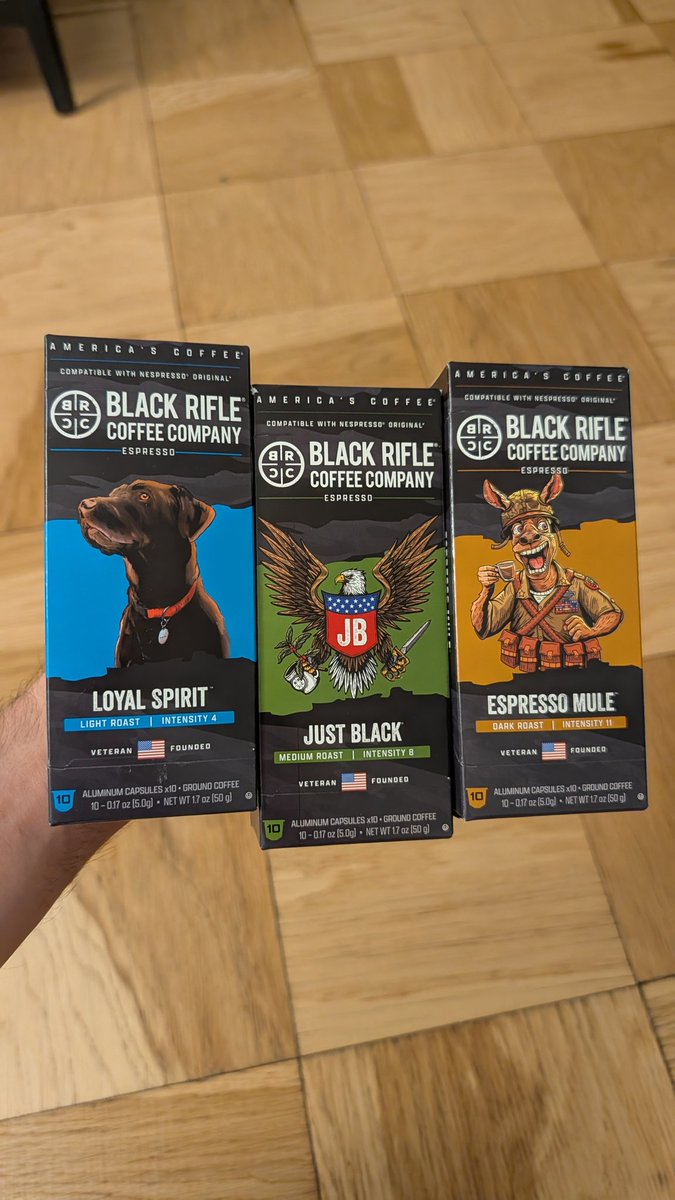 AMERICA'S COFFEE
COMPATIBLE WITH NESPRESSO® ORIGINAL*
BRCC
BLACK RIFLE®
COFFEE COMPANY
ESPRESSO
LOYAL SPIRIT™
LIGHT ROAST | INTENSITY 4
VETERAN FOUNDED
10
ALUMINUM CAPSULES x10 • GROUND COFFEE
10 - 0.17 oz (5.0g) • NET WT 1.7 oz (50 g)
AMERICA'S COFFEE
COMPATIBLE WITH NESPRESSO® ORIGINAL*
BRCC
BLACK RIFLE®
COFFEE COMPANY
ESPRESSO
JB
JUST BLACK™
MEDIUM ROAST | INTENSITY 8
VETERAN FOUNDED
10
ALUMINUM CAPSULES x10 • GROUND COFFEE
10 - 0.17 oz (5.0g) • NET WT 1.7 oz (50 g)
AMERICA'S COFFEE
COMPATIBLE WITH NESPRESSO® ORIGINAL*
BRCC
BLACK RIFLE®
COFFEE COMPANY
ESPRESSO
ESPRESSO MULE™
DARK ROAST | INTENSITY 11
VETERAN FOUNDED
10
ALUMINUM CAPSULES x10 • GROUND COFFEE
10 - 0.17 oz (5.0g) • NET WT 1.7 oz (50 g)